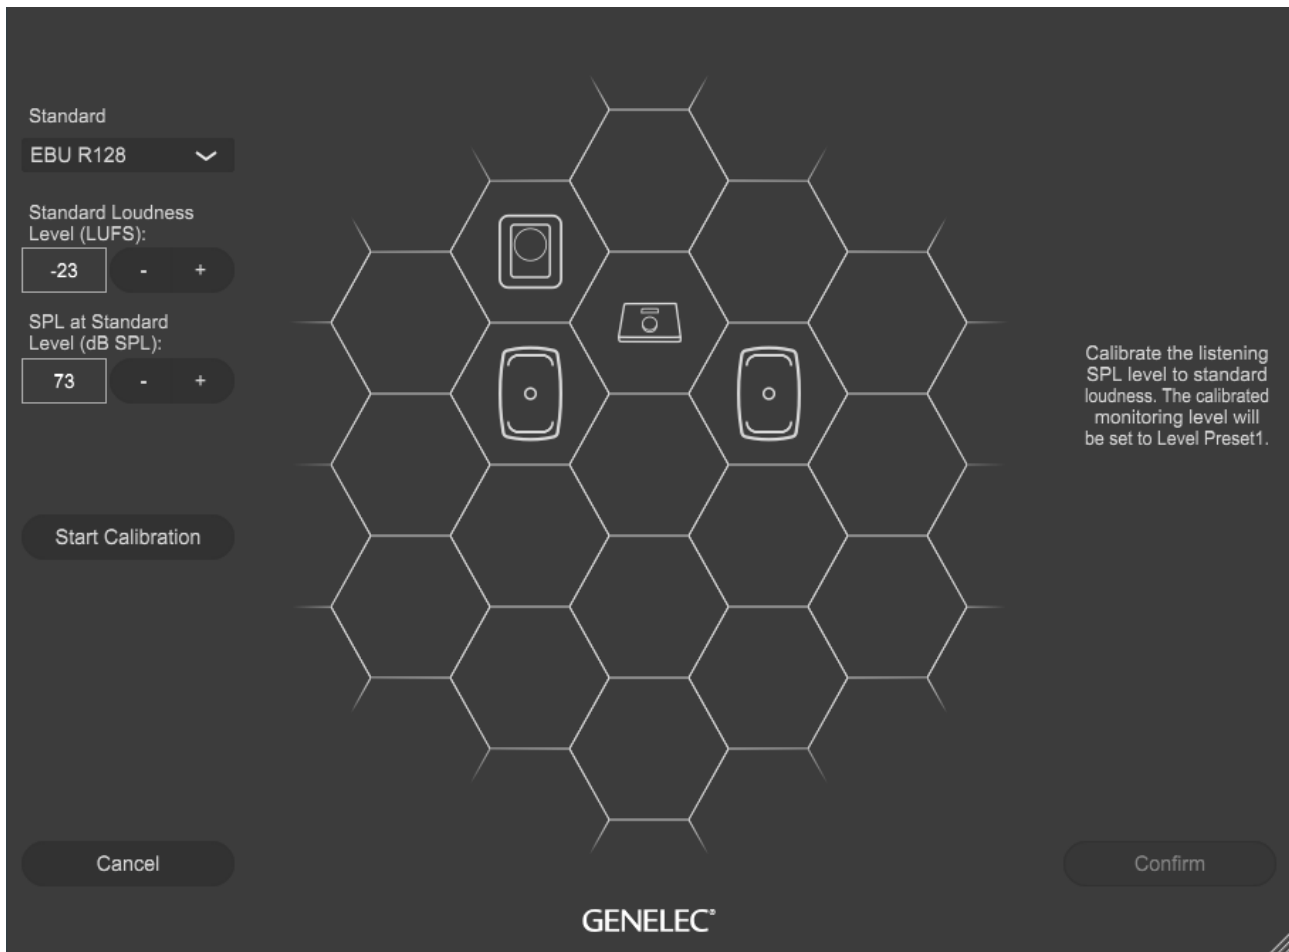 Standard
EBU R128
Standard Loudness
Level (LUFS):
-23 - +
SPL at Standard
Level (dB SPL):
73 - +
Start Calibration
Calibrate the listening
SPL level to standard
loudness. The calibrated
monitoring level will
be set to Level Preset1.
Cancel
Confirm
GENELEC®